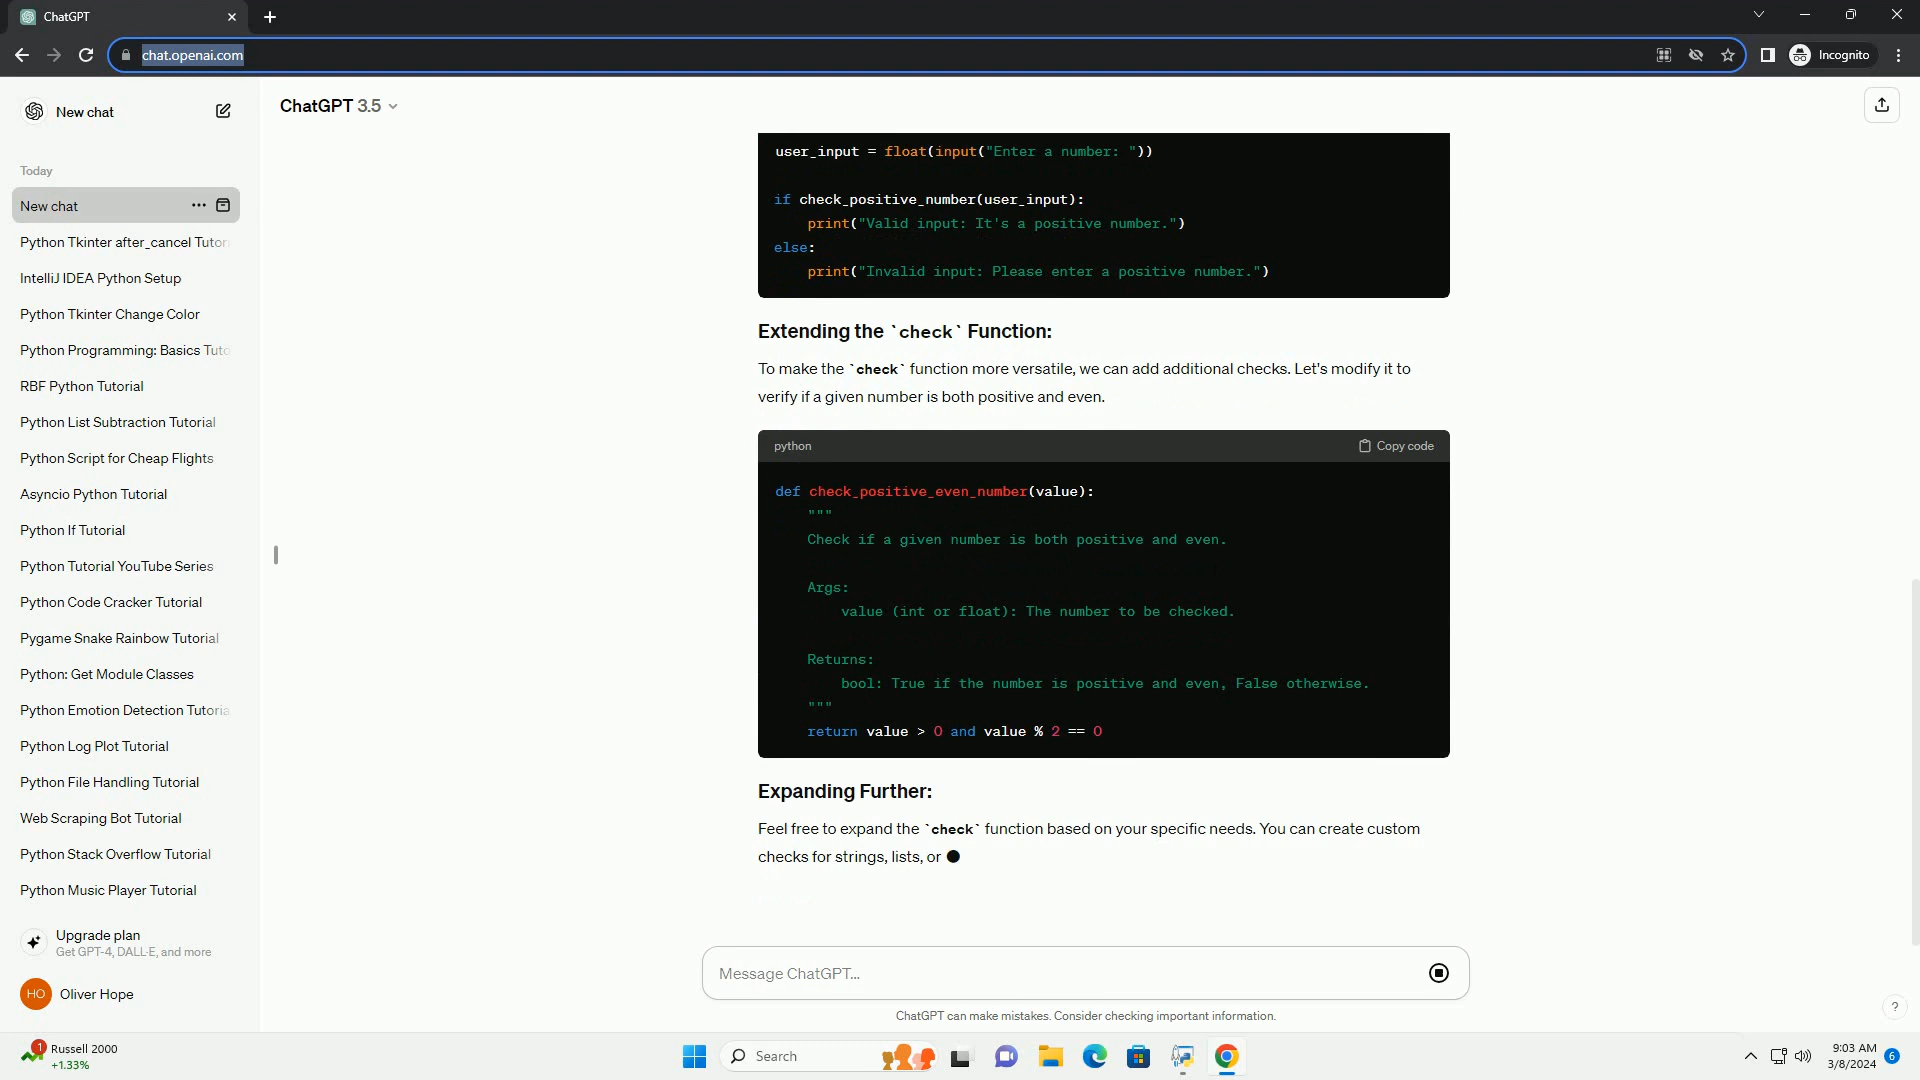 ChatGPT
chat.openai.com
Incognito
New chat
ChatGPT 3.5
Today
New chat
Python Tkinter after_cancel Tutor
IntelliJ IDEA Python Setup
Python Tkinter Change Color
Python Programming: Basics Tuto
RBF Python Tutorial
Python List Subtraction Tutorial
Python Script for Cheap Flights
Asyncio Python Tutorial
Python If Tutorial
Python Tutorial YouTube Series
Python Code Cracker Tutorial
Pygame Snake Rainbow Tutorial
Python: Get Module Classes
Python Emotion Detection Tutoria
Python Log Plot Tutorial
Python File Handling Tutorial
Web Scraping Bot Tutorial
Python Stack Overflow Tutorial
Python Music Player Tutorial
Upgrade plan
Get GPT-4, DALL·E, and more
HO Oliver Hope
user_input = float(input("Enter a number: "))
if check_positive_number(user_input):
print("Valid input: It's a positive number.")
else:
print("Invalid input: Please enter a positive number.")
Extending the `check` Function:
To make the `check` function more versatile, we can add additional checks. Let's modify it to
verify if a given number is both positive and even.
python Copy code
def check_positive_even_number(value):
"""
Check if a given number is both positive and even.
Args:
value (int or float): The number to be checked.
Returns:
bool: True if the number is positive and even, False otherwise.
"""
return value > 0 and value % 2 == 0
Expanding Further:
Feel free to expand the `check` function based on your specific needs. You can create custom
checks for strings, lists, or
Message ChatGPT…
ChatGPT can make mistakes. Consider checking important information.
?
1
Russell 2000
+1.33%
Search
9:03 AM
3/8/2024
6